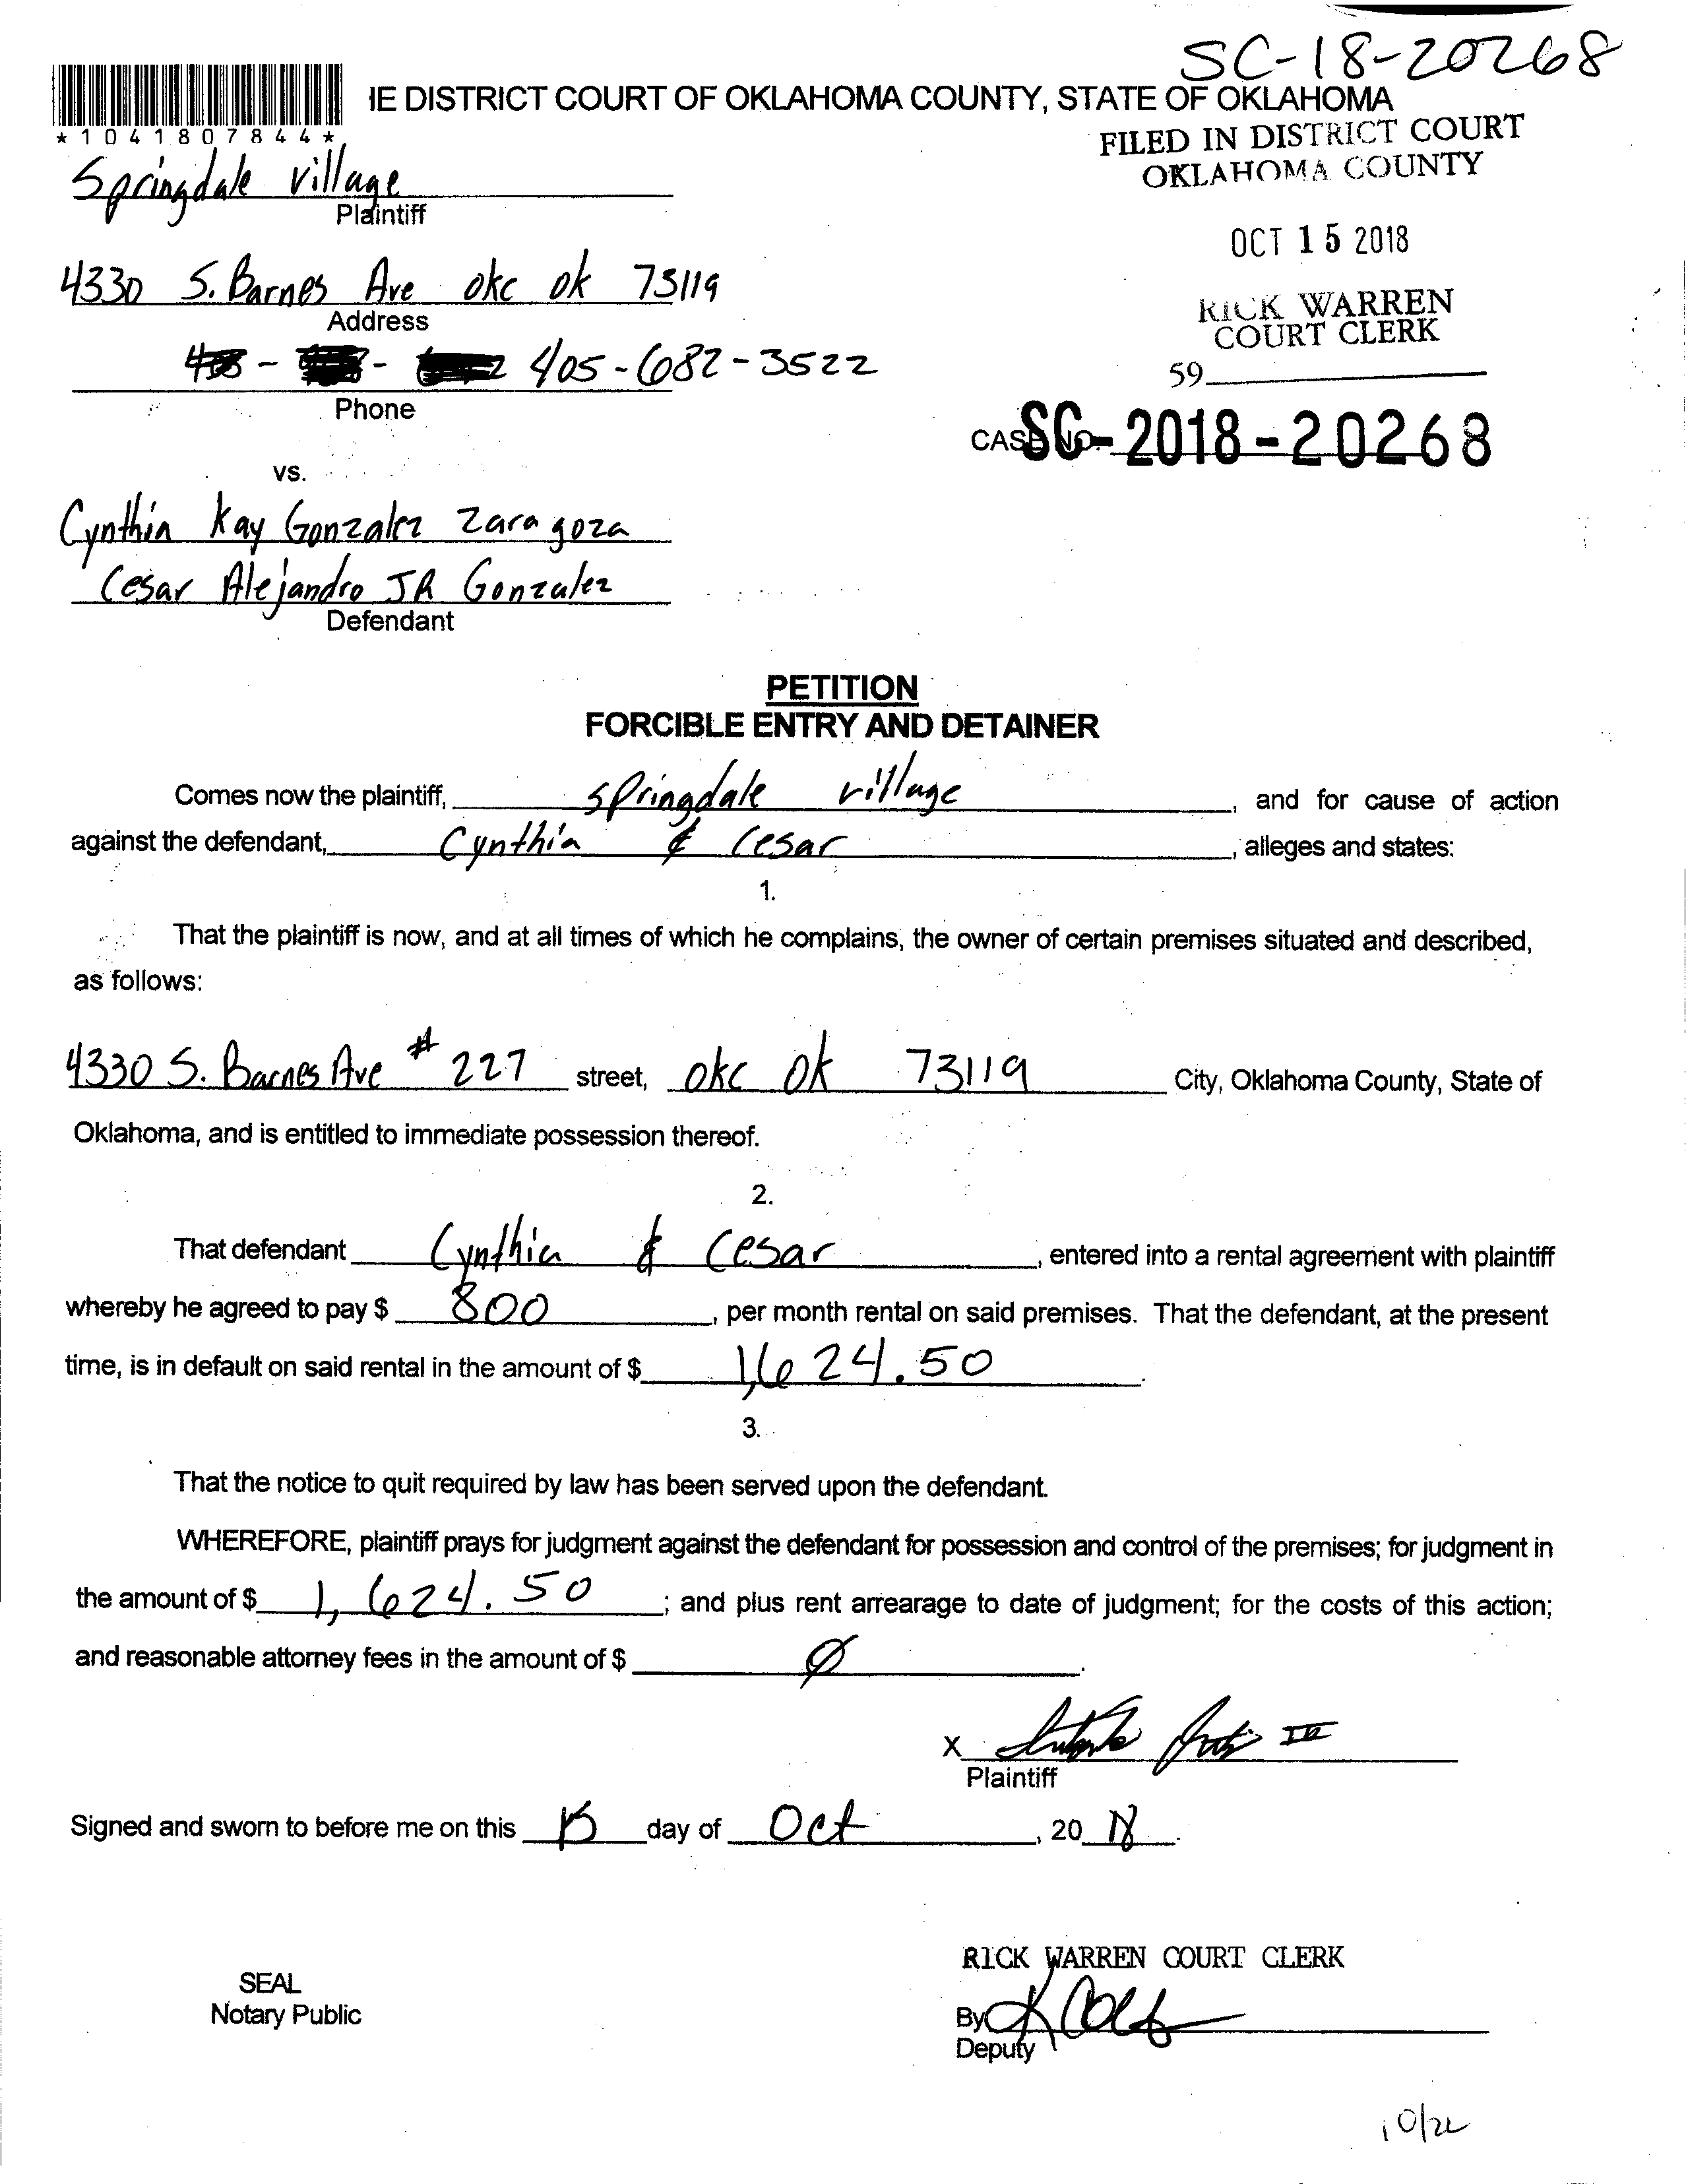 SC-18-20268
IE DISTRICT COURT OF OKLAHOMA COUNTY, STATE OF OKLAHOMA
*1041807844*
FILED IN DISTRICT COURT
OKLAHOMA COUNTY
Springdale Village
Plaintiff
OCT 15 2018
4330 S. Barnes Ave okc ok 73119
Address
RICK WARREN
COURT CLERK
405-682-3522
59
Phone
CASE NO. SC-2018-20268
vs.
Cynthia Kay Gonzalez Zaragoza
Cesar Alejandro JR Gonzalez
Defendant
PETITION
FORCIBLE ENTRY AND DETAINER
Comes now the plaintiff, Springdale village, and for cause of action
against the defendant, Cynthia & Cesar, alleges and states:
1.
That the plaintiff is now, and at all times of which he complains, the owner of certain premises situated and described,
as follows:
4330 S. Barnes Ave # 227 street, okc ok 73119 City, Oklahoma County, State of
Oklahoma, and is entitled to immediate possession thereof.
2.
That defendant Cynthia & Cesar, entered into a rental agreement with plaintiff
whereby he agreed to pay $ 800, per month rental on said premises. That the defendant, at the present
time, is in default on said rental in the amount of $ 1,624.50.
3.
That the notice to quit required by law has been served upon the defendant.
WHEREFORE, plaintiff prays for judgment against the defendant for possession and control of the premises; for judgment in
the amount of $ 1,624.50; and plus rent arrearage to date of judgment; for the costs of this action;
and reasonable attorney fees in the amount of $ Ø.
X III
Plaintiff
Signed and sworn to before me on this 15 day of Oct, 20 18.
RICK WARREN COURT CLERK
SEAL
Notary Public
By
Deputy
10/22